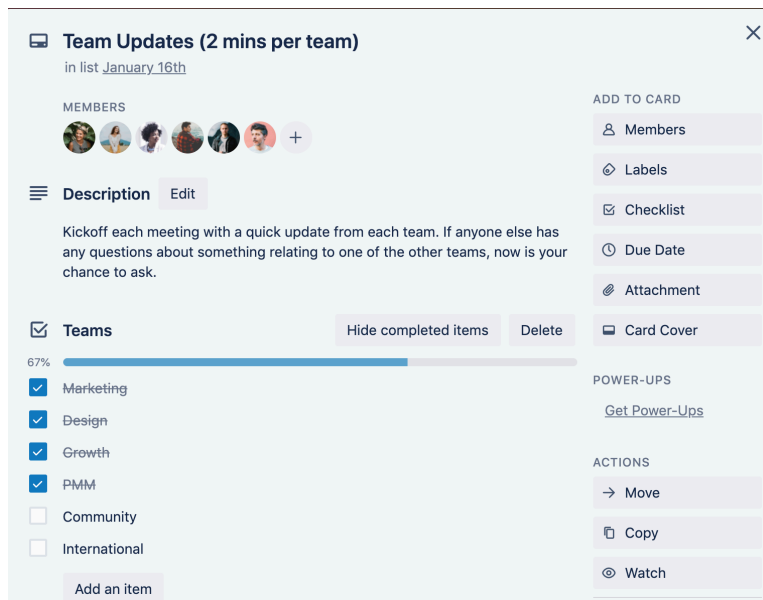 Team Updates (2 mins per team)
in list January 16th
MEMBERS
+
Description Edit
Kickoff each meeting with a quick update from each team. If anyone else has
any questions about something relating to one of the other teams, now is your
chance to ask.
Teams Hide completed items Delete
67%
Marketing
Design
Growth
PMM
Community
International
Add an item
ADD TO CARD
Members
Labels
Checklist
Due Date
Attachment
Card Cover
POWER-UPS
Get Power-Ups
ACTIONS
Move
Copy
Watch